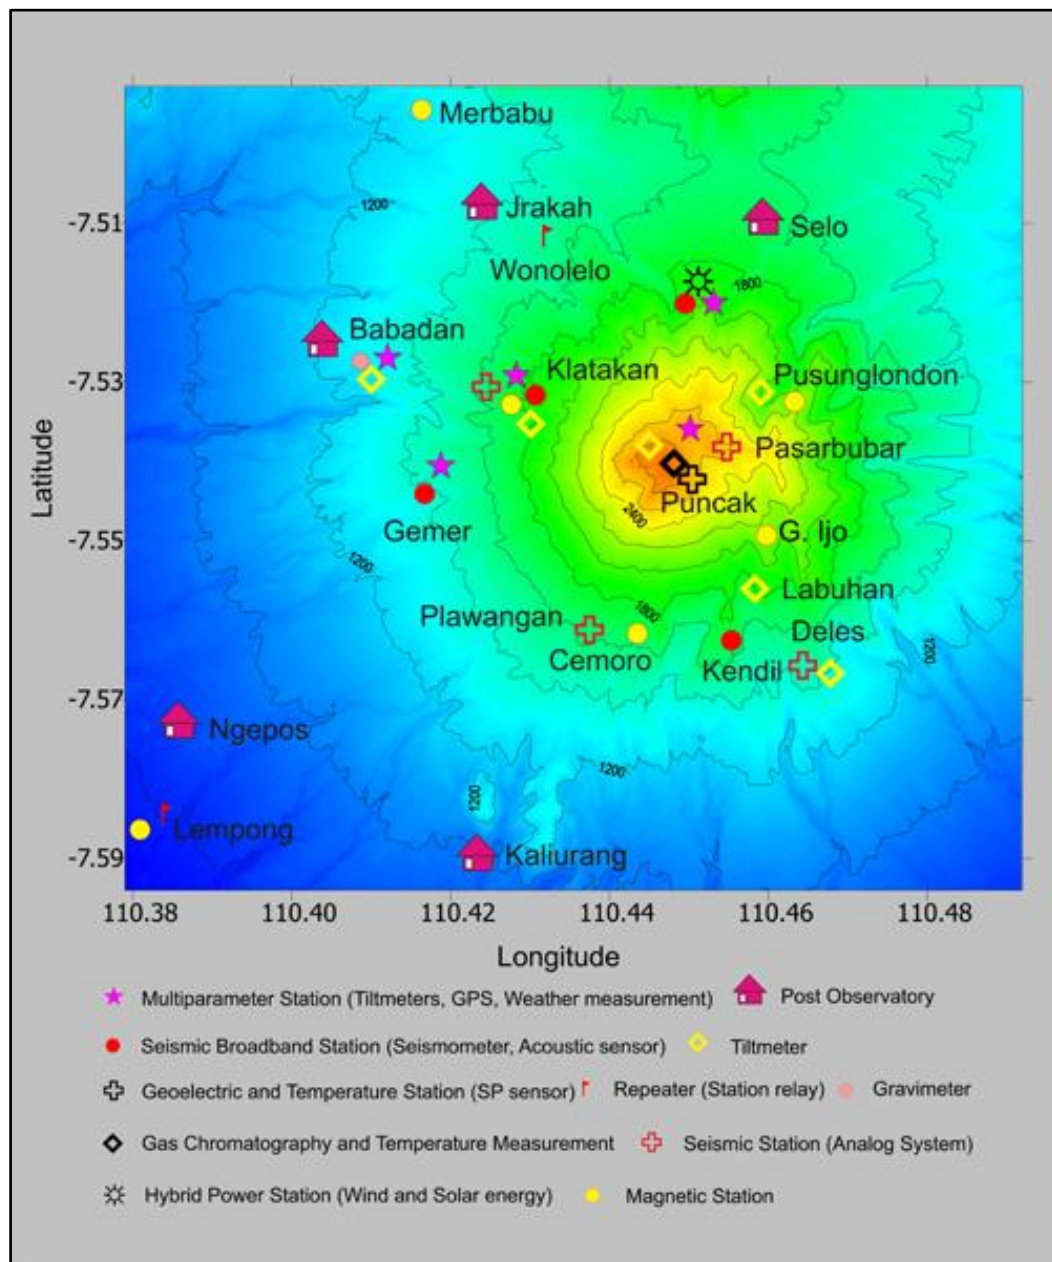 Merbabu
1200
Jrakah
-7.51
Selo
Wonolelo
1800
Babadan
Klatakan
Pusunglondon
-7.53
Pasarbubar
Latitude
Puncak
2400
Gemer
G. Ijo
-7.55
1200
Labuhan
1800
Plawangan
Deles
1200
Cemoro
Kendil
-7.57
Ngepos
1200
1200
Lempong
-7.59
Kaliurang
110.38 110.40 110.42 110.44 110.46 110.48
Longitude
Multiparameter Station (Tiltmeters, GPS, Weather measurement) Post Observatory
Seismic Broadband Station (Seismometer, Acoustic sensor) Tiltmeter
Geoelectric and Temperature Station (SP sensor) Repeater (Station relay) Gravimeter
Gas Chromatography and Temperature Measurement Seismic Station (Analog System)
Hybrid Power Station (Wind and Solar energy) Magnetic Station